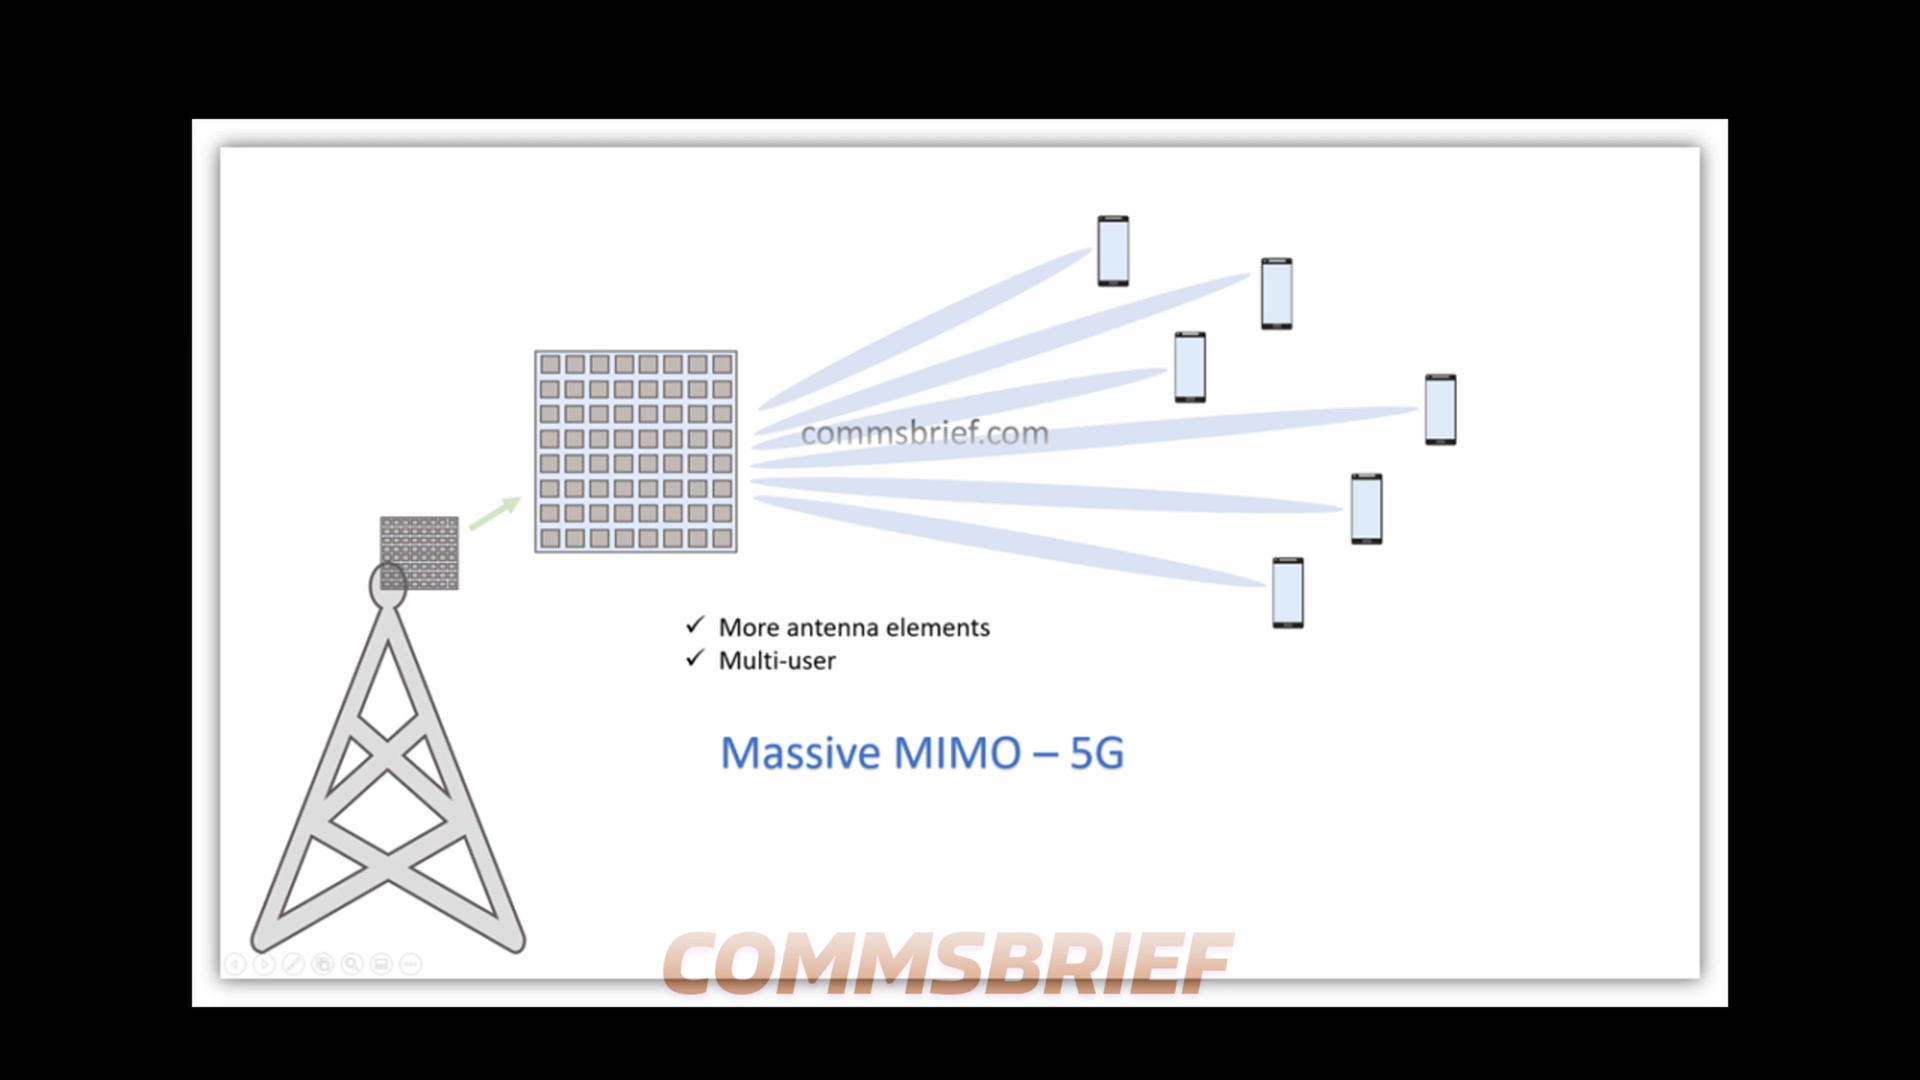 commsbrief.com
✓ More antenna elements
✓ Multi-user
Massive MIMO – 5G
COMMSBRIEF